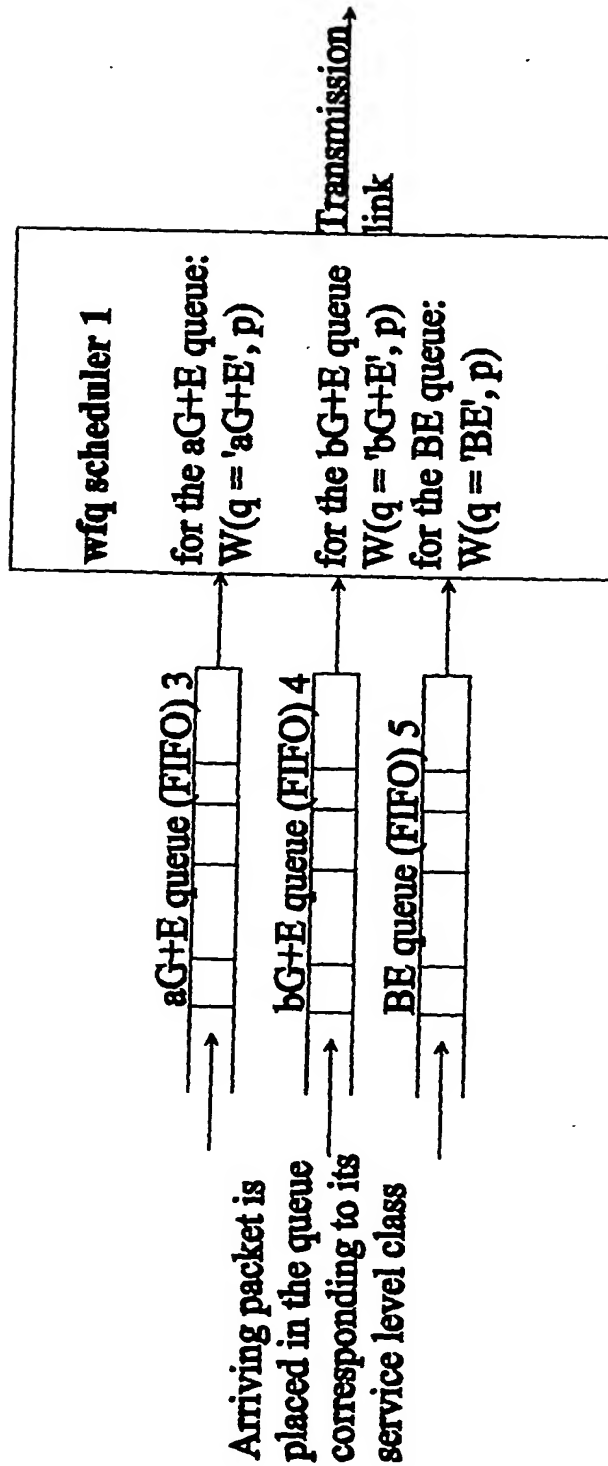 Arriving packet is
placed in the queue
corresponding to its
service level class
aG+E queue (FIFO) 3
bG+E queue (FIFO) 4
BE queue (FIFO) 5
wfq scheduler 1
for the aG+E queue:
W(q = 'aG+E', p)
for the bG+E queue
W(q = 'bG+E', p)
for the BE queue:
W(q = 'BE', p)
Transmission
link